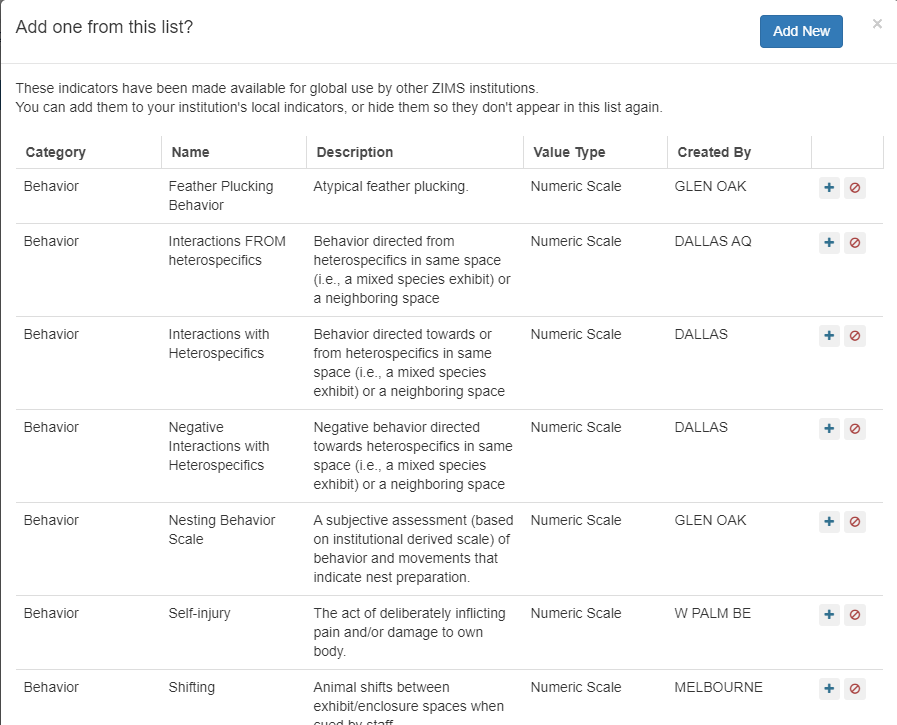 Add one from this list?
Add New
×
These indicators have been made available for global use by other ZIMS institutions.
You can add them to your institution's local indicators, or hide them so they don't appear in this list again.
Category Name Description Value Type Created By
Behavior Feather Plucking Atypical feather plucking. Numeric Scale GLEN OAK
Behavior
Behavior Interactions FROM Behavior directed from Numeric Scale DALLAS AQ
heterospecifics heterospecifics in same space
(i.e., a mixed species exhibit) or
a neighboring space
Behavior Interactions with Behavior directed towards or Numeric Scale DALLAS
Heterospecifics from heterospecifics in same
space (i.e., a mixed species
exhibit) or a neighboring space
Behavior Negative Negative behavior directed Numeric Scale DALLAS
Interactions with towards heterospecifics in same
Heterospecifics space (i.e., a mixed species
exhibit) or a neighboring space
Behavior Nesting Behavior A subjective assessment (based Numeric Scale GLEN OAK
Scale on institutional derived scale) of
behavior and movements that
indicate nest preparation.
Behavior Self-injury The act of deliberately inflicting Numeric Scale W PALM BE
pain and/or damage to own
body.
Behavior Shifting Animal shifts between Numeric Scale MELBOURNE
exhibit/enclosure spaces when
cued by staff